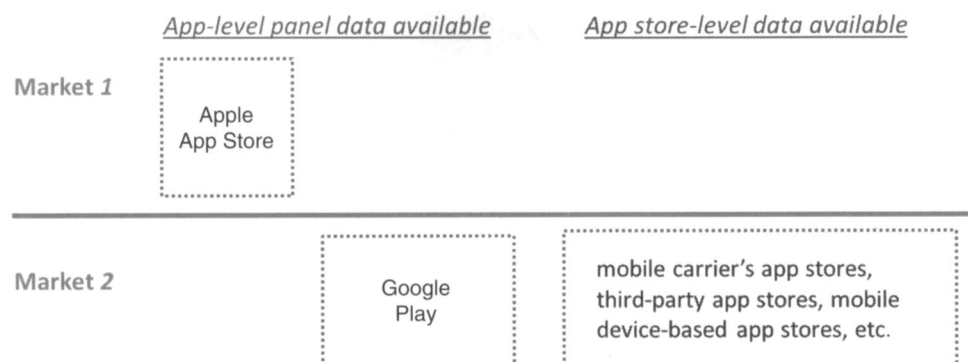 App-level panel data available
App store-level data available
Market 1
Apple
App Store
Market 2
Google
Play
mobile carrier's app stores,
third-party app stores, mobile
device-based app stores, etc.